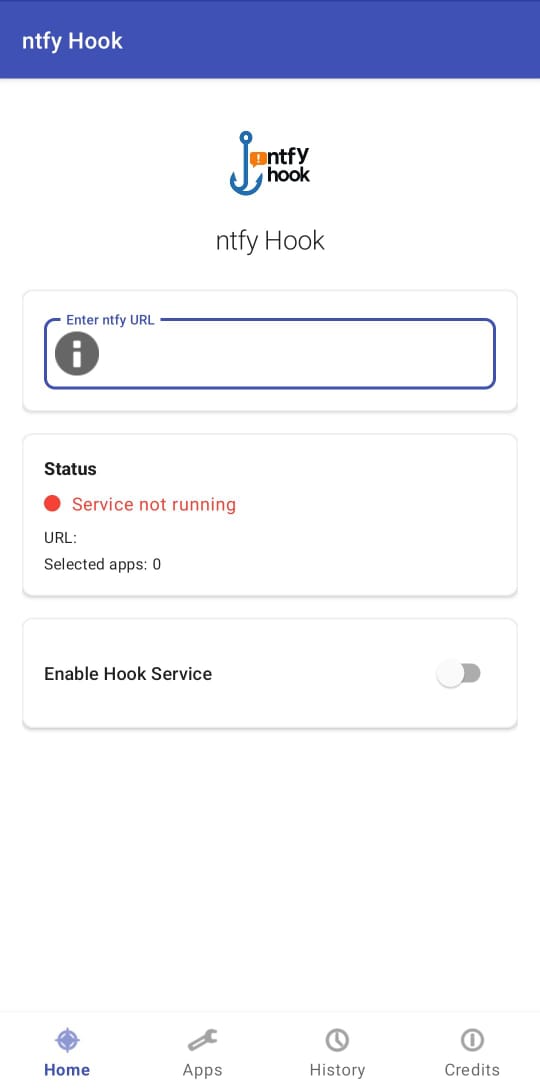 ntfy Hook
ntfy
hook
ntfy Hook
Enter ntfy URL
Status
Service not running
URL:
Selected apps: 0
Enable Hook Service
Home
Apps
History
Credits